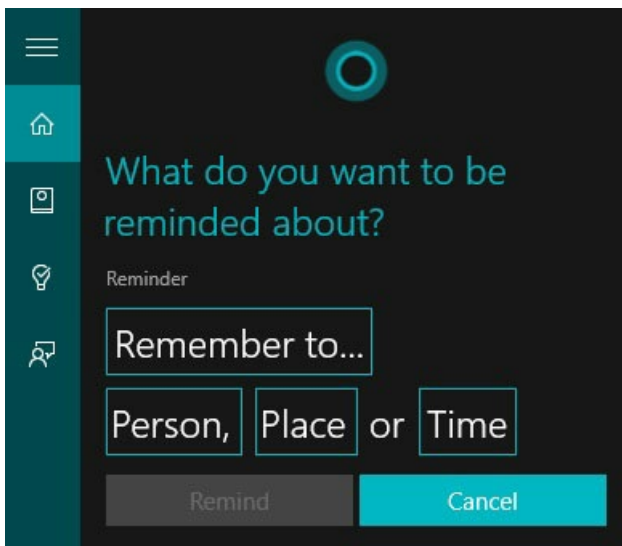 What do you want to be
reminded about?
Reminder
Remember to...
Person, Place or Time
Remind Cancel